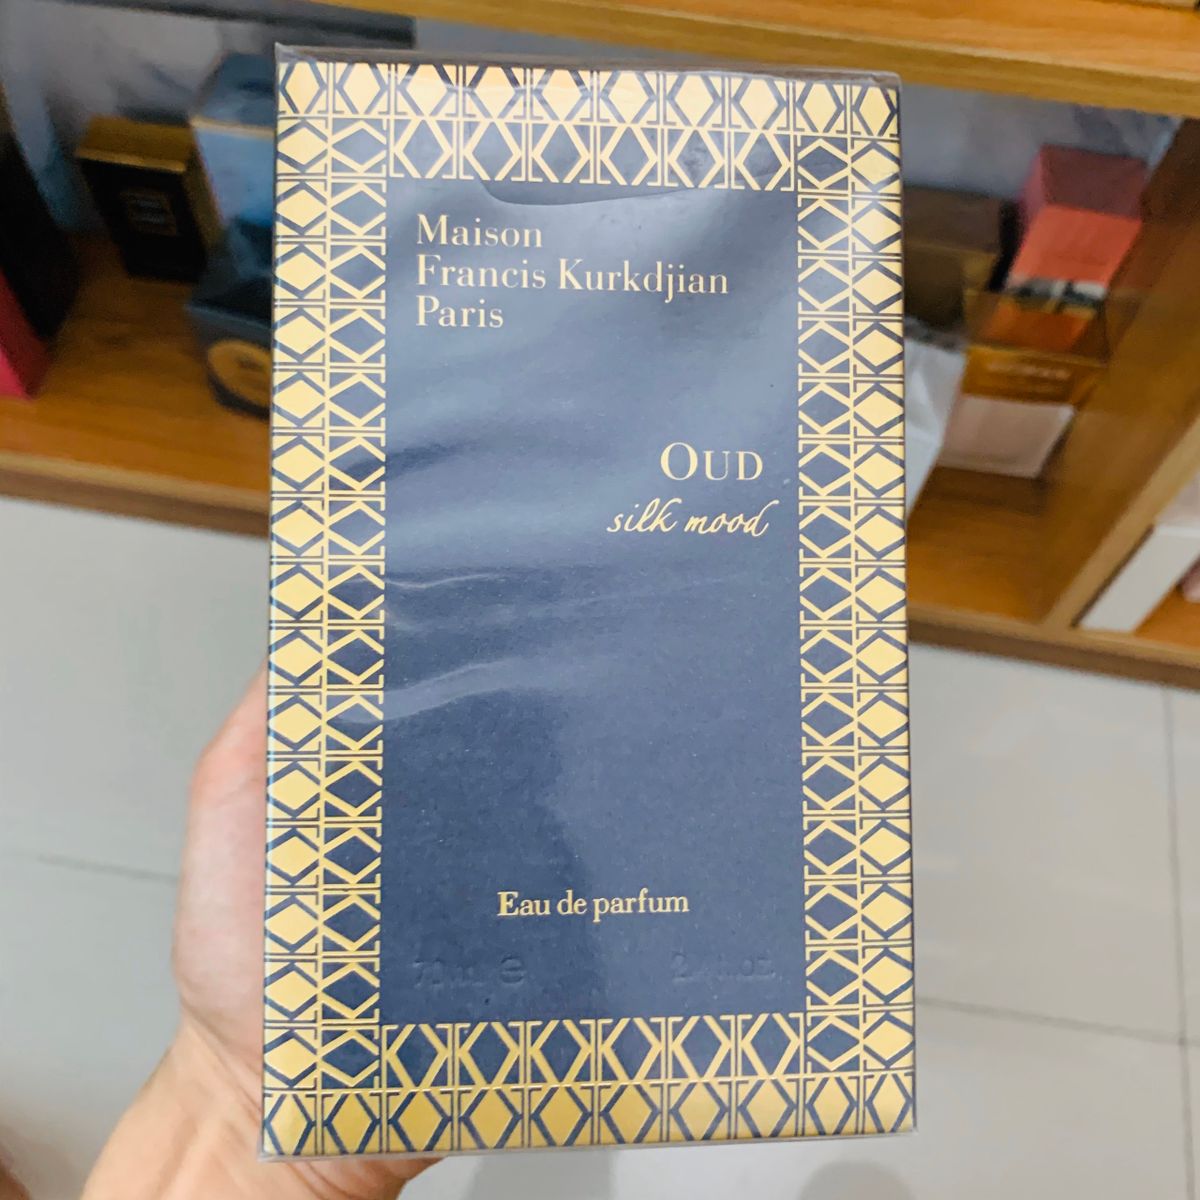 Maison
Francis Kurkdjian
Paris
OUD
silk mood
Eau de parfum